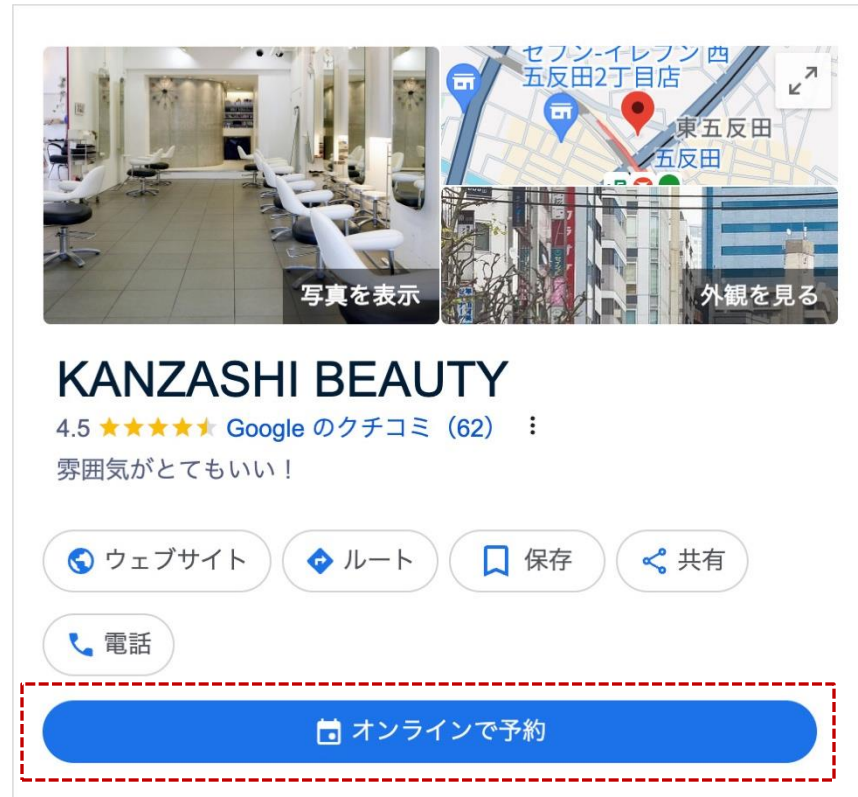 セブン-イレブン 西
五反田2丁目店
東五反田
五反田
写真を表示
外観を見る
KANZASHI BEAUTY
4.5 Google のクチコミ（62）
雰囲気がとてもいい！
ウェブサイト
ルート
保存
共有
電話
オンラインで予約